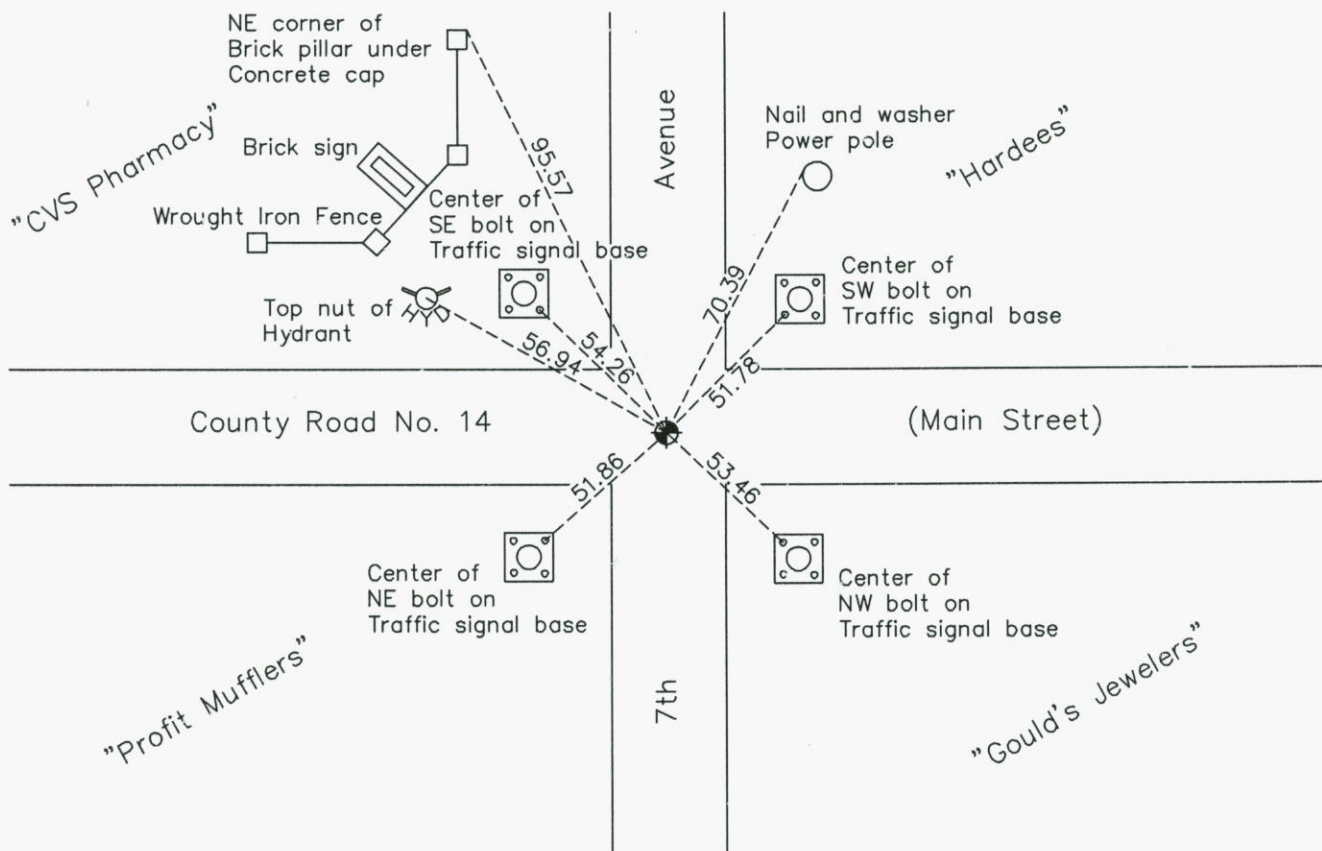 NE corner of
Brick pillar under
Concrete cap
"CVS Pharmacy"
Brick sign
Wrought Iron Fence
Center of
SE bolt on
Traffic signal base
Top nut of
Hydrant
HYD
95.57
Avenue
Nail and washer
Power pole
"Hardees"
70.39
Center of
SW bolt on
Traffic signal base
56.94
54.26
51.78
County Road No. 14
(Main Street)
51.86
53.46
Center of
NE bolt on
Traffic signal base
Center of
NW bolt on
Traffic signal base
"Profit Mufflers"
7th
"Gould's Jewelers"